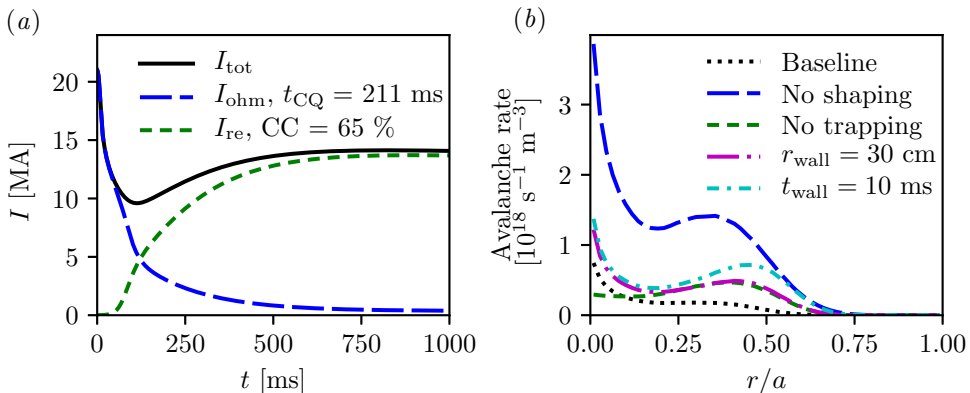 (a)
I_tot
I_ohm, t_CQ = 211 ms
I_re, CC = 65 %
I [MA]
20
15
10
5
0
0 250 500 750 1000
t [ms]
(b)
Baseline
No shaping
No trapping
r_wall = 30 cm
t_wall = 10 ms
Avalanche rate
[10^18 s^−1 m^−3]
3
2
1
0
0.00 0.25 0.50 0.75 1.00
r/a